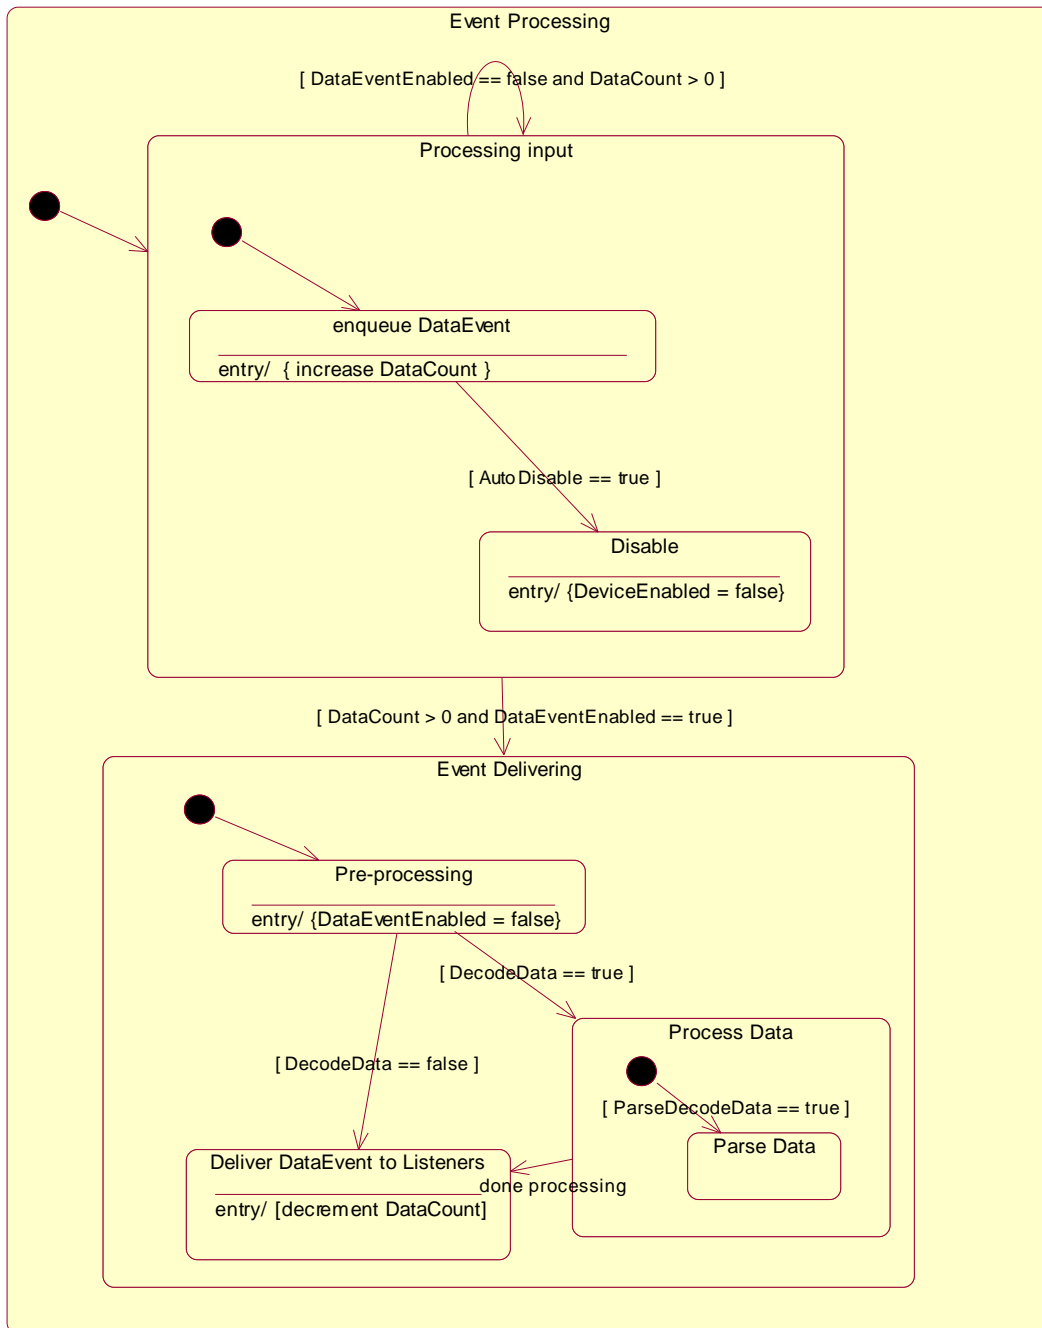 Event Processing
[ DataEventEnabled == false and DataCount > 0 ]
Processing input
enqueue DataEvent
entry/ { increase DataCount }
[ AutoDisable == true ]
Disable
entry/ {DeviceEnabled = false}
[ DataCount > 0 and DataEventEnabled == true ]
Event Delivering
Pre-processing
entry/ {DataEventEnabled = false}
[ DecodeData == true ]
Process Data
[ DecodeData == false ]
[ ParseDecodeData == true ]
Parse Data
Deliver DataEvent to Listeners
done processing
entry/ [decrement DataCount]